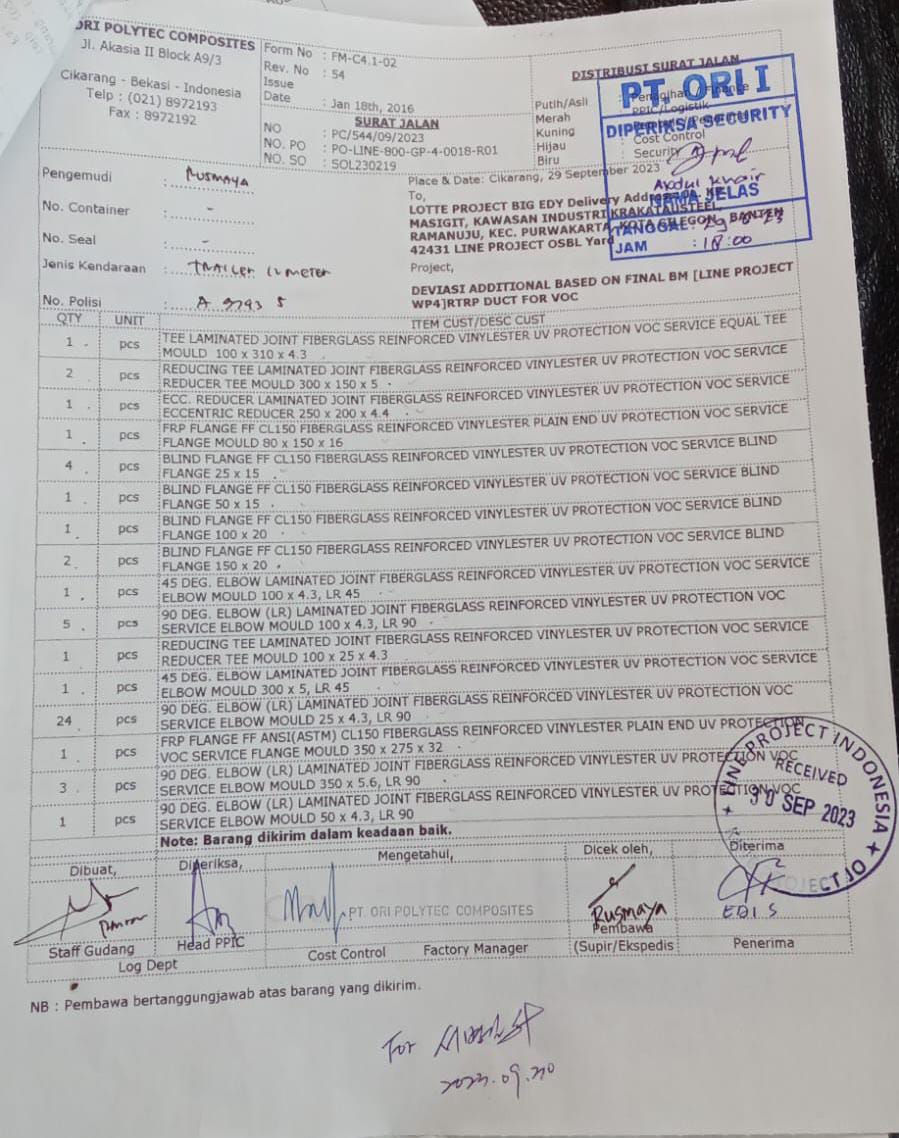 ORI POLYTEC COMPOSITES
Jl. Akasia II Block A9/3
Cikarang - Bekasi - Indonesia
Telp : (021) 8972193
Fax : 8972192
Form No : FM-C4.1-02
Rev. No : 54
Issue
Date : Jan 18th, 2016
SURAT JALAN
NO : PC/544/09/2023
NO. PO : PO-LINE-800-GP-4-0018-R01
NO. SO : SOL230219
DISTRIBUSI SURAT JALAN
Putih/Asli : Penagihan / Finance
Merah : PPIC/Logistik
Kuning :
Hijau : Cost Control
Biru : Security
PT. ORI I
DIPERIKSA SECURITY
Abdul Khair
NAMA JELAS
TANGGAL :
JAM : 18:00
Pengemudi : RUSMAYA
No. Container : -
No. Seal : -
Jenis Kendaraan : TRAILER 12 meter
No. Polisi : A 9793 S
Place & Date: Cikarang, 29 September 2023
To,
LOTTE PROJECT BIG EDY Delivery Address:
MASIGIT, KAWASAN INDUSTRI KRAKATAU STEEL,
RAMANUJU, KEC. PURWAKARTA, KOTA CILEGON, BANTEN
42431 LINE PROJECT OSBL Yard
Project,
DEVIASI ADDITIONAL BASED ON FINAL BM [LINE PROJECT
WP4]RTRP DUCT FOR VOC
QTY UNIT ITEM CUST/DESC CUST
1 pcs TEE LAMINATED JOINT FIBERGLASS REINFORCED VINYLESTER UV PROTECTION VOC SERVICE EQUAL TEE
MOULD 100 x 310 x 4.3
2 pcs REDUCING TEE LAMINATED JOINT FIBERGLASS REINFORCED VINYLESTER UV PROTECTION VOC SERVICE
REDUCER TEE MOULD 300 x 150 x 5
1 pcs ECC. REDUCER LAMINATED JOINT FIBERGLASS REINFORCED VINYLESTER UV PROTECTION VOC SERVICE
ECCENTRIC REDUCER 250 x 200 x 4.4
1 pcs FRP FLANGE FF CL150 FIBERGLASS REINFORCED VINYLESTER PLAIN END UV PROTECTION VOC SERVICE
FLANGE MOULD 80 x 150 x 16
4 pcs BLIND FLANGE FF CL150 FIBERGLASS REINFORCED VINYLESTER UV PROTECTION VOC SERVICE BLIND
FLANGE 25 x 15
1 pcs BLIND FLANGE FF CL150 FIBERGLASS REINFORCED VINYLESTER UV PROTECTION VOC SERVICE BLIND
FLANGE 50 x 15
1 pcs BLIND FLANGE FF CL150 FIBERGLASS REINFORCED VINYLESTER UV PROTECTION VOC SERVICE BLIND
FLANGE 100 x 20
2 pcs BLIND FLANGE FF CL150 FIBERGLASS REINFORCED VINYLESTER UV PROTECTION VOC SERVICE BLIND
FLANGE 150 x 20
1 pcs 45 DEG. ELBOW LAMINATED JOINT FIBERGLASS REINFORCED VINYLESTER UV PROTECTION VOC SERVICE
ELBOW MOULD 100 x 4.3, LR 45
5 pcs 90 DEG. ELBOW (LR) LAMINATED JOINT FIBERGLASS REINFORCED VINYLESTER UV PROTECTION VOC
SERVICE ELBOW MOULD 100 x 4.3, LR 90
1 pcs REDUCING TEE LAMINATED JOINT FIBERGLASS REINFORCED VINYLESTER UV PROTECTION VOC SERVICE
REDUCER TEE MOULD 100 x 25 x 4.3
1 pcs 45 DEG. ELBOW LAMINATED JOINT FIBERGLASS REINFORCED VINYLESTER UV PROTECTION VOC SERVICE
ELBOW MOULD 300 x 5, LR 45
24 pcs 90 DEG. ELBOW (LR) LAMINATED JOINT FIBERGLASS REINFORCED VINYLESTER UV PROTECTION VOC
SERVICE ELBOW MOULD 25 x 4.3, LR 90
1 pcs FRP FLANGE FF ANSI(ASTM) CL150 FIBERGLASS REINFORCED VINYLESTER PLAIN END UV PROTECTION
VOC SERVICE FLANGE MOULD 350 x 275 x 32
3 pcs 90 DEG. ELBOW (LR) LAMINATED JOINT FIBERGLASS REINFORCED VINYLESTER UV PROTECTION VOC
SERVICE ELBOW MOULD 350 x 5.6, LR 90
1 pcs 90 DEG. ELBOW (LR) LAMINATED JOINT FIBERGLASS REINFORCED VINYLESTER UV PROTECTION VOC
SERVICE ELBOW MOULD 50 x 4.3, LR 90
Note: Barang dikirim dalam keadaan baik.
LINE PROJECT INDONESIA
RECEIVED
30 SEP 2023
Dibuat, Diperiksa, Mengetahui, Dicek oleh, Diterima
PT. ORI POLYTEC COMPOSITES
Rusmaya
EDI S
Pembawa
Staff Gudang Head PPIC Cost Control Factory Manager (Supir/Ekspedis Penerima
Log Dept
NB : Pembawa bertanggungjawab atas barang yang dikirim.
For
2023.09.30